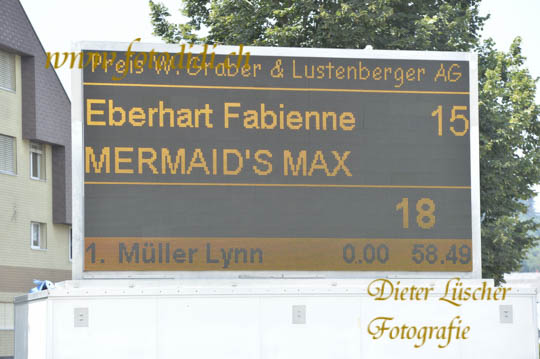 www.fotodidi.ch
Preis W. Graber & Lustenberger AG
Eberhart Fabienne 15
MERMAID'S MAX
18
1. Müller Lynn 0.00 58.49
Dieter Lüscher
Fotografie